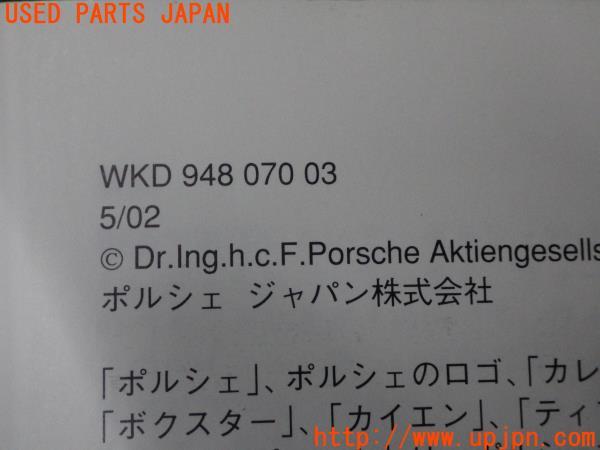 USED PARTS JAPAN
WKD 948 070 03
5/02
© Dr.Ing.h.c.F.Porsche Aktiengesells
ポルシェ ジャパン株式会社
「ポルシェ」、ポルシェのロゴ、「カレ
「ボクスター」、「カイエン」、「ティ
http://www.upjpn.com/